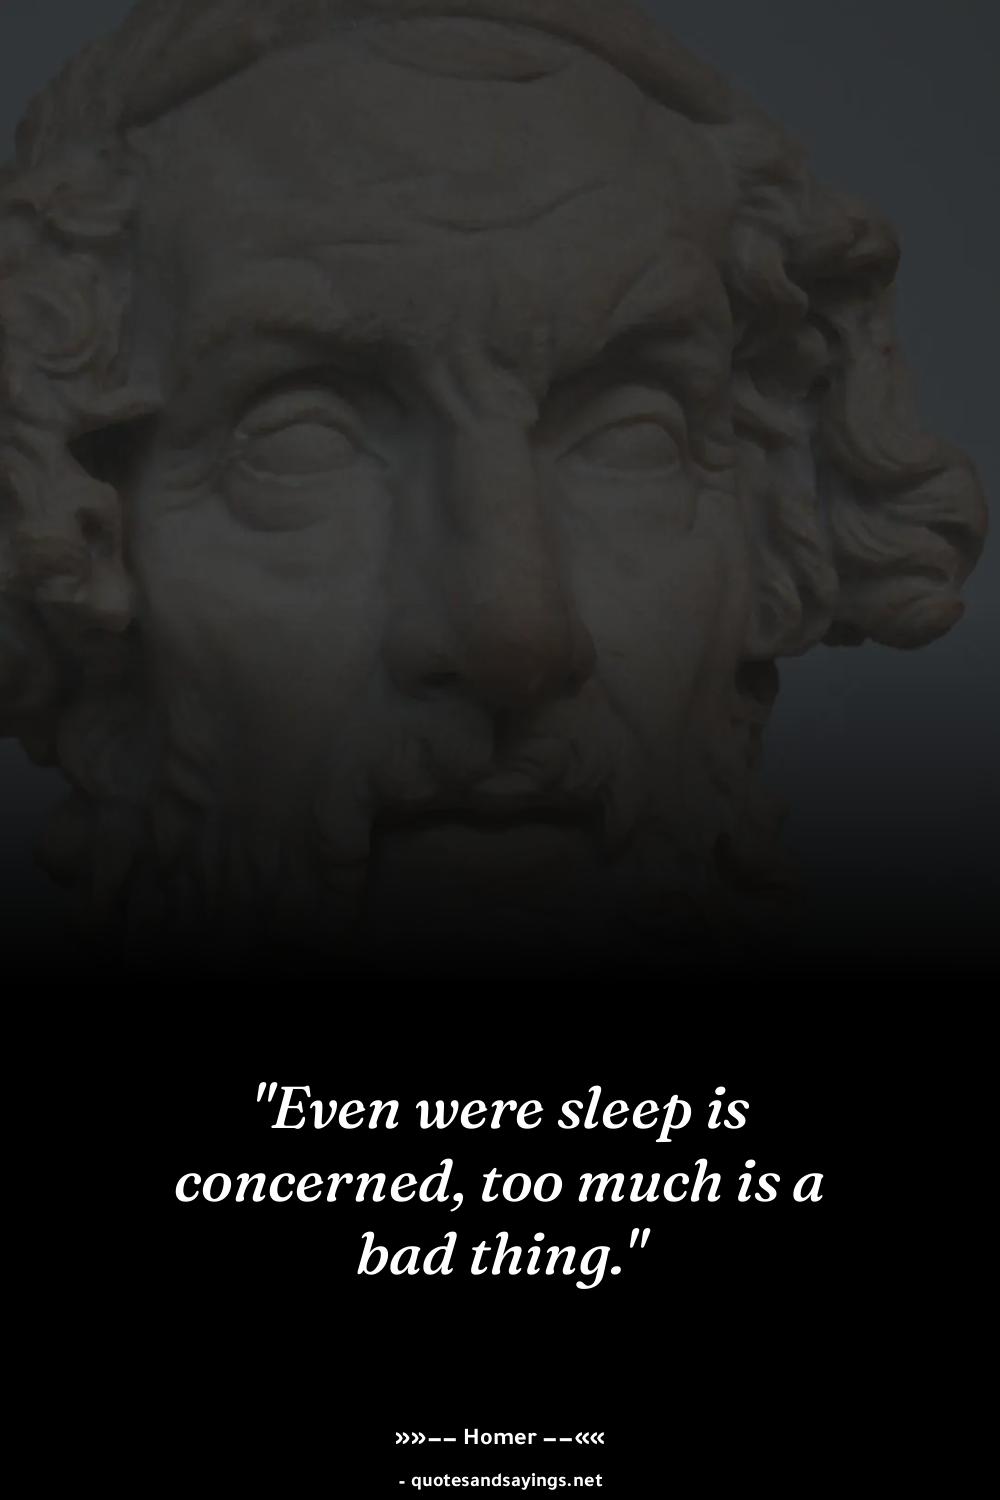 "Even were sleep is
concerned, too much is a
bad thing."
»»–– Homer ––««
- quotesandsayings.net